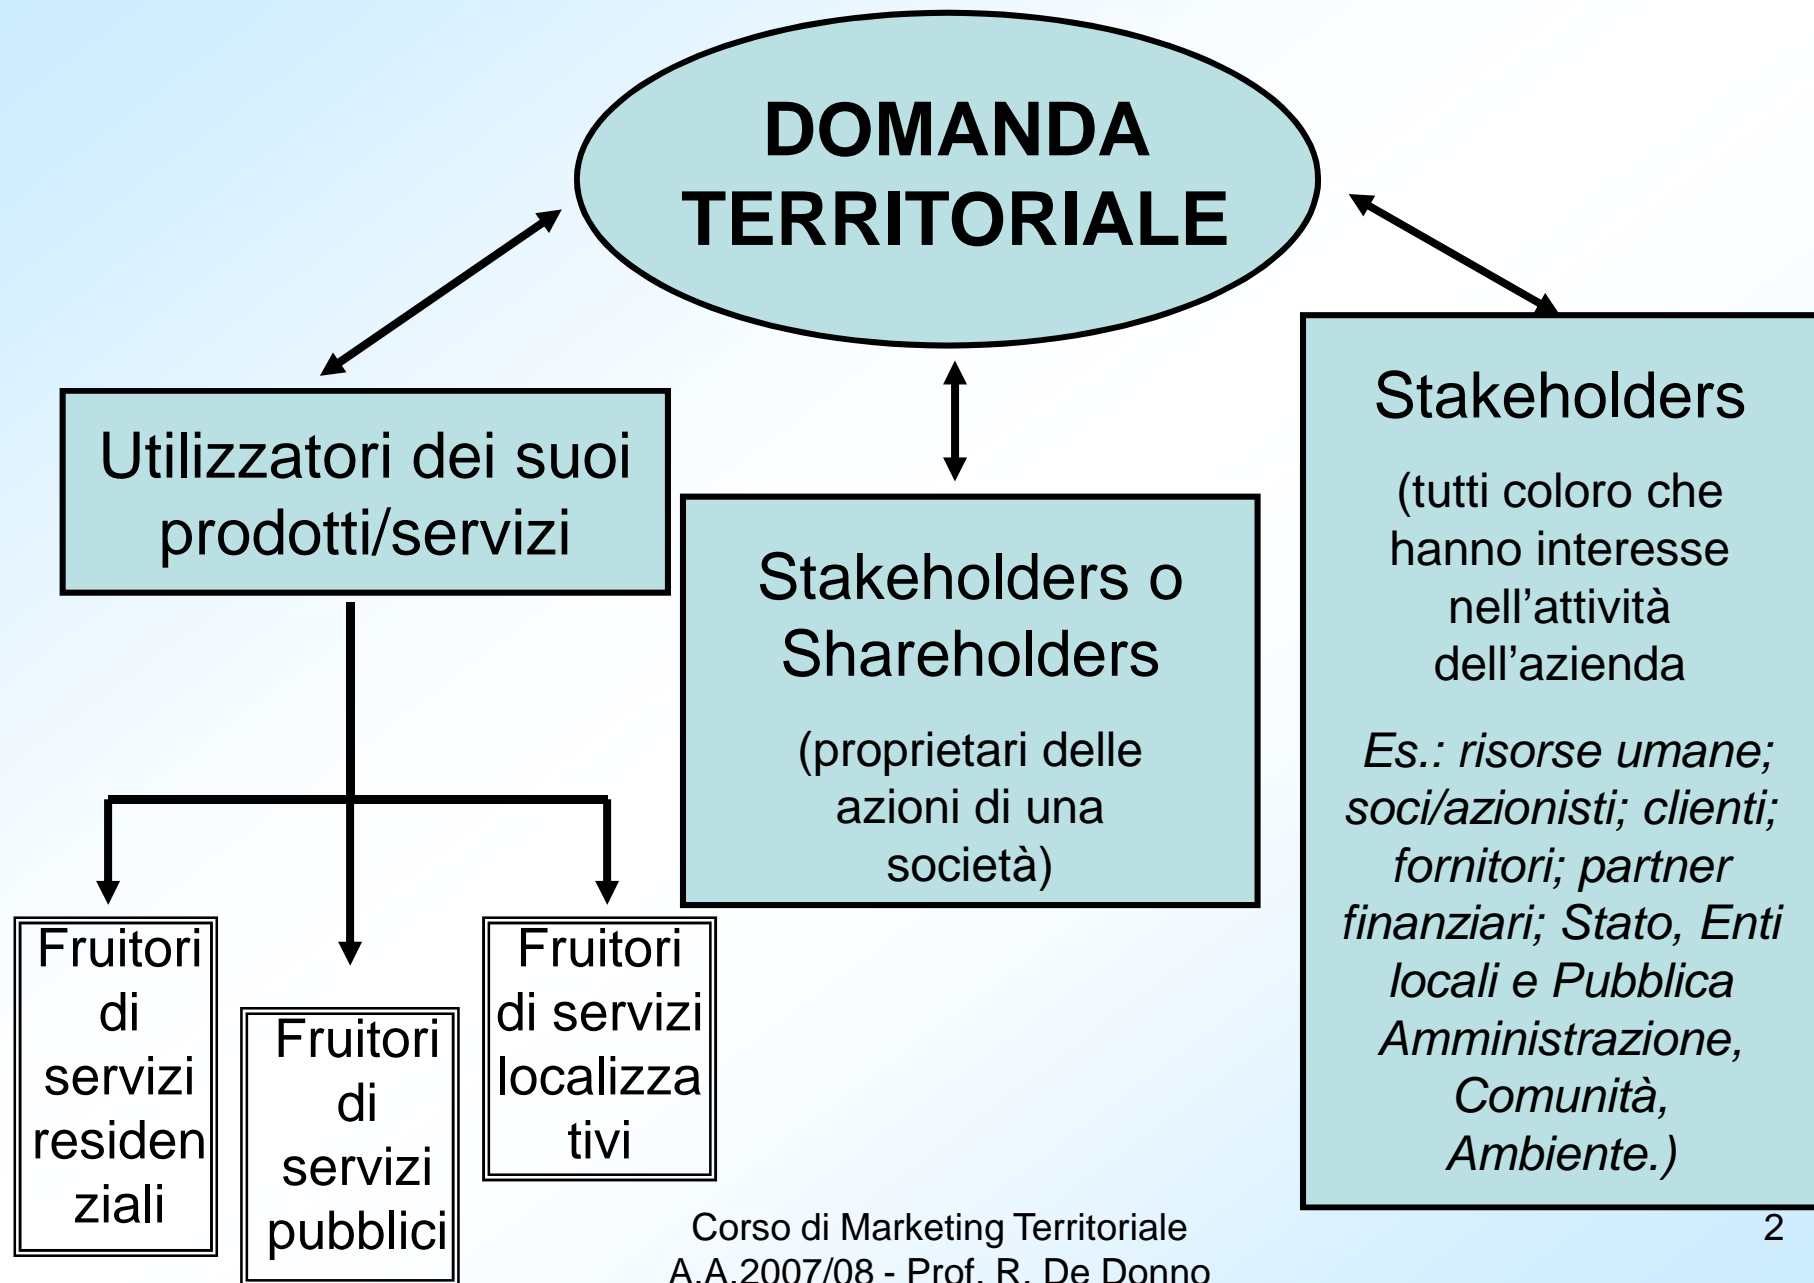 DOMANDA
TERRITORIALE
Utilizzatori dei suoi
prodotti/servizi
Stakeholders o
Shareholders
(proprietari delle
azioni di una
società)
Stakeholders
(tutti coloro che
hanno interesse
nell’attività
dell’azienda
Es.: risorse umane;
soci/azionisti; clienti;
fornitori; partner
finanziari; Stato, Enti
locali e Pubblica
Amministrazione,
Comunità,
Ambiente.)
Fruitori
di
servizi
residen
ziali
Fruitori
di
servizi
pubblici
Fruitori
di servizi
localizza
tivi
Corso di Marketing Territoriale
A.A.2007/08 - Prof. R. De Donno
2